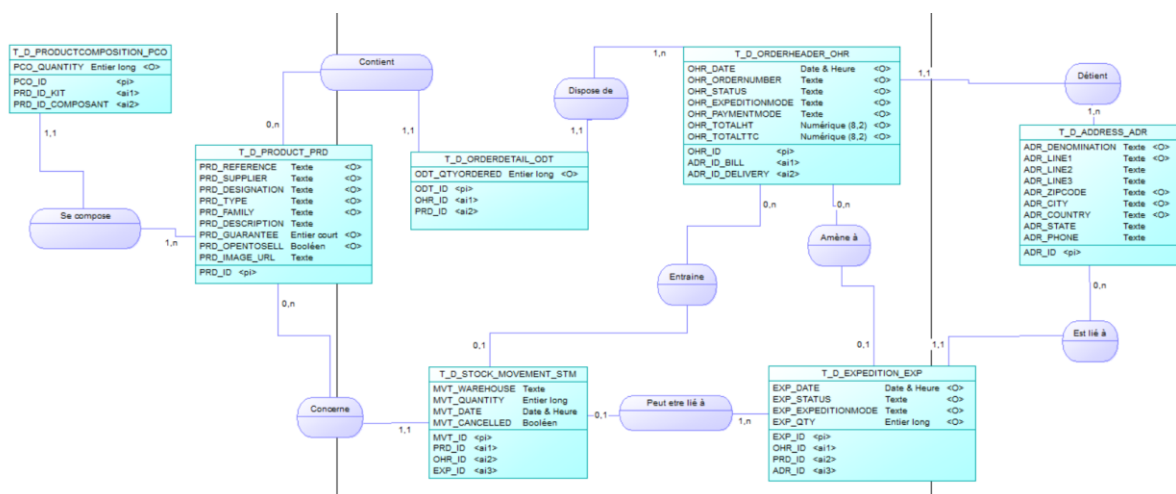 T_D_PRODUCTCOMPOSITION_PCO
PCO_QUANTITY Entier long <O>
PCO_ID <pi>
PRD_ID_KIT <ai1>
PRD_ID_COMPOSANT <ai2>
1,1
Se compose
1,n
Contient
0,n
1,1
T_D_PRODUCT_PRD
PRD_REFERENCE Texte <O>
PRD_SUPPLIER Texte <O>
PRD_DESIGNATION Texte <O>
PRD_TYPE Texte <O>
PRD_FAMILY Texte <O>
PRD_DESCRIPTION Texte
PRD_GUARANTEE Entier court <O>
PRD_OPENTOSELL Booléen <O>
PRD_IMAGE_URL Texte
PRD_ID <pi>
0,n
T_D_ORDERDETAIL_ODT
ODT_QTYORDERED Entier long <O>
ODT_ID <pi>
OHR_ID <ai1>
PRD_ID <ai2>
1,n
Dispose de
1,1
T_D_ORDERHEADER_OHR
OHR_DATE Date & Heure <O>
OHR_ORDERNUMBER Texte <O>
OHR_STATUS Texte <O>
OHR_EXPEDITIONMODE Texte <O>
OHR_PAYMENTMODE Texte <O>
OHR_TOTALHT Numérique (8,2) <O>
OHR_TOTALTTC Numérique (8,2) <O>
OHR_ID <pi>
ADR_ID_BILL <ai1>
ADR_ID_DELIVERY <ai2>
1,1
Détient
1,n
T_D_ADDRESS_ADR
ADR_DENOMINATION Texte <O>
ADR_LINE1 Texte <O>
ADR_LINE2 Texte
ADR_LINE3 Texte
ADR_ZIPCODE Texte <O>
ADR_CITY Texte <O>
ADR_COUNTRY Texte <O>
ADR_STATE Texte
ADR_PHONE Texte
ADR_ID <pi>
0,n
Est lié à
1,1
0,n
0,n
Entraine
Amène à
0,1
0,1
Concerne
1,1
T_D_STOCK_MOVEMENT_STM
MVT_WAREHOUSE Texte
MVT_QUANTITY Entier long
MVT_DATE Date & Heure
MVT_CANCELLED Booléen
MVT_ID <pi>
PRD_ID <ai1>
OHR_ID <ai2>
EXP_ID <ai3>
0,1
Peut etre lié à
1,n
T_D_EXPEDITION_EXP
EXP_DATE Date & Heure <O>
EXP_STATUS Texte <O>
EXP_EXPEDITIONMODE Texte <O>
EXP_QTY Entier long <O>
EXP_ID <pi>
OHR_ID <ai1>
PRD_ID <ai2>
ADR_ID <ai3>